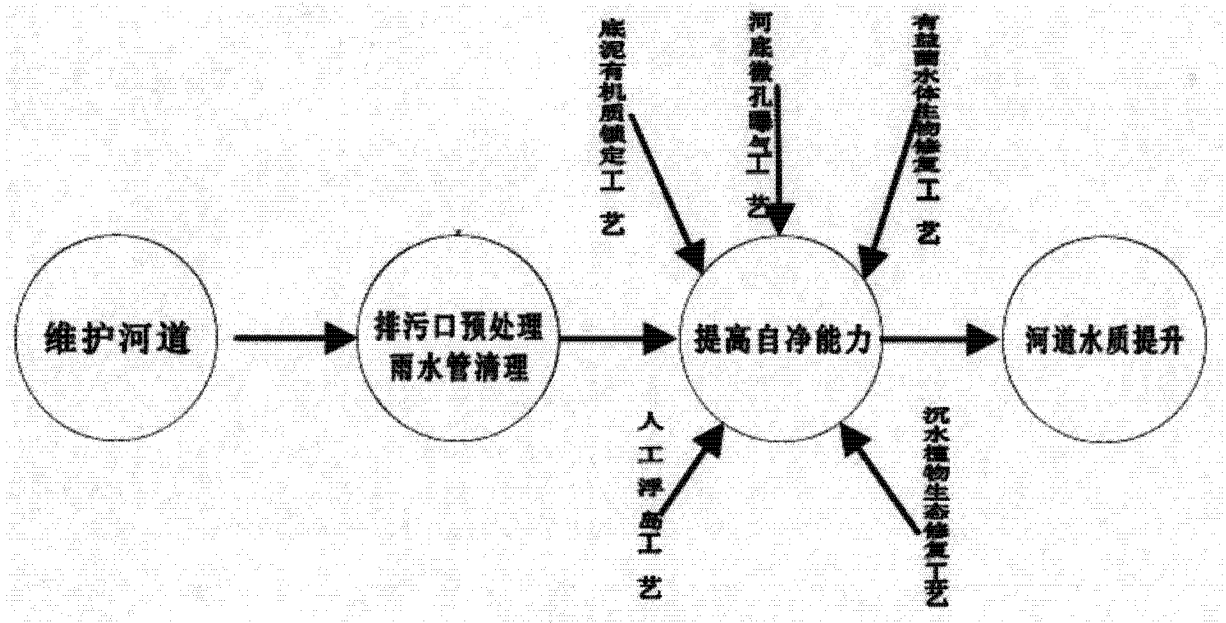 底泥有机质锁定工艺
河底微孔曝气工艺
有益菌水体生物修复工艺
维护河道
排污口预处理
雨水管清理
提高自净能力
河道水质提升
人工浮岛工艺
沉水植物生态修复工艺